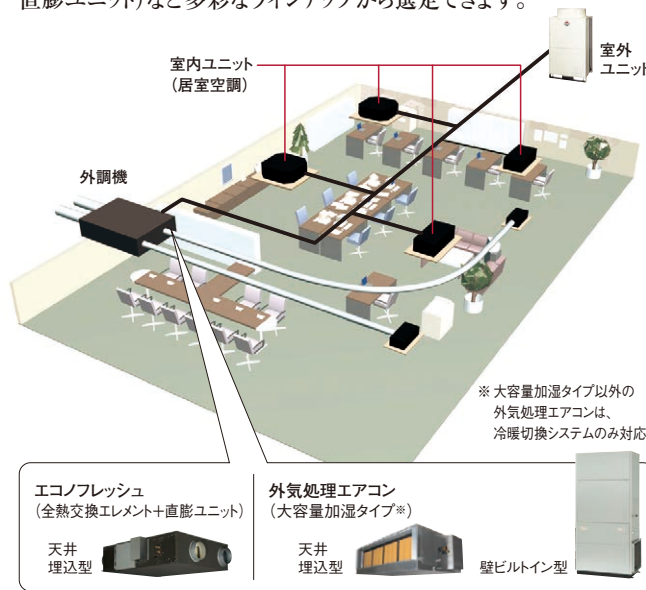 直膨ユニット)など多彩なラインアップから選定できます。
室内ユニット
(居室空調)
室外
ユニット
外調機
※大容量加湿タイプ以外の
外気処理エアコンは、
冷暖切換システムのみ対応
エコノフレッシュ
(全熱交換エレメント+直膨ユニット)
天井
埋込型
外気処理エアコン
(大容量加湿タイプ※)
天井
埋込型
壁ビルトイン型